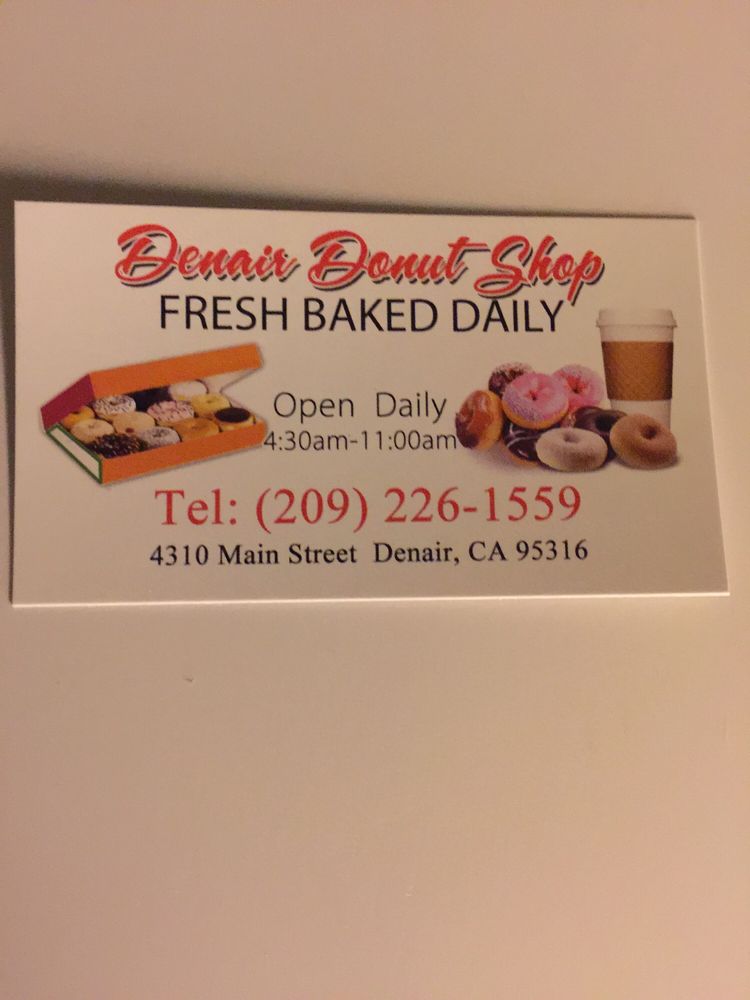 Denair Donut Shop
FRESH BAKED DAILY
Open Daily
4:30am-11:00am
Tel: (209) 226-1559
4310 Main Street Denair, CA 95316